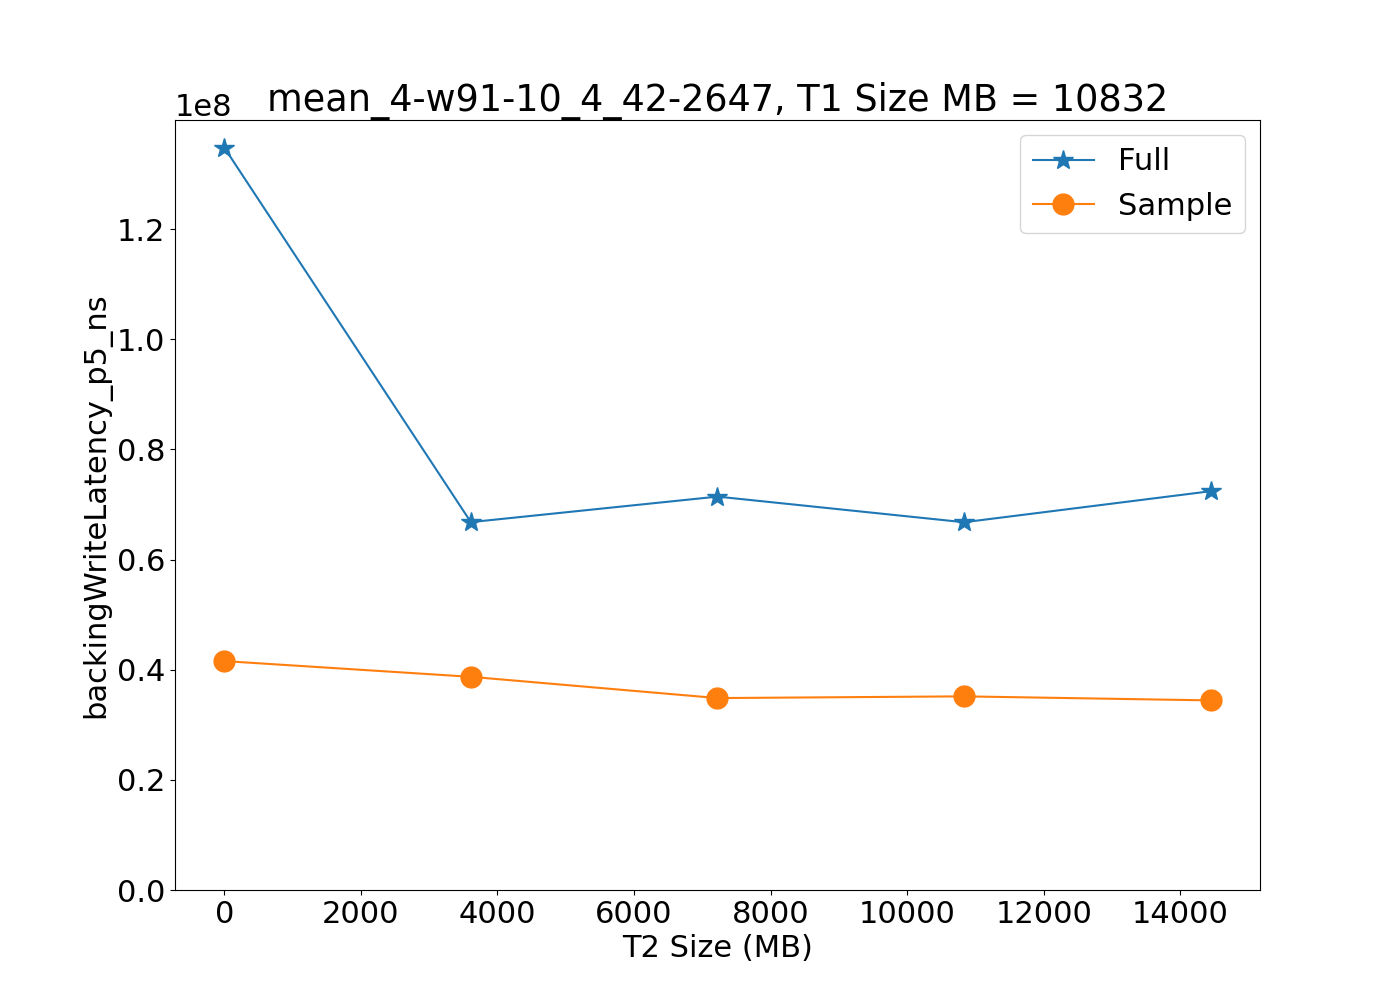 1e8
mean_4-w91-10_4_42-2647, T1 Size MB = 10832
Full
Sample
backingWriteLatency_p5_ns
1.2
1.0
0.8
0.6
0.4
0.2
0.0
0 2000 4000 6000 8000 10000 12000 14000
T2 Size (MB)